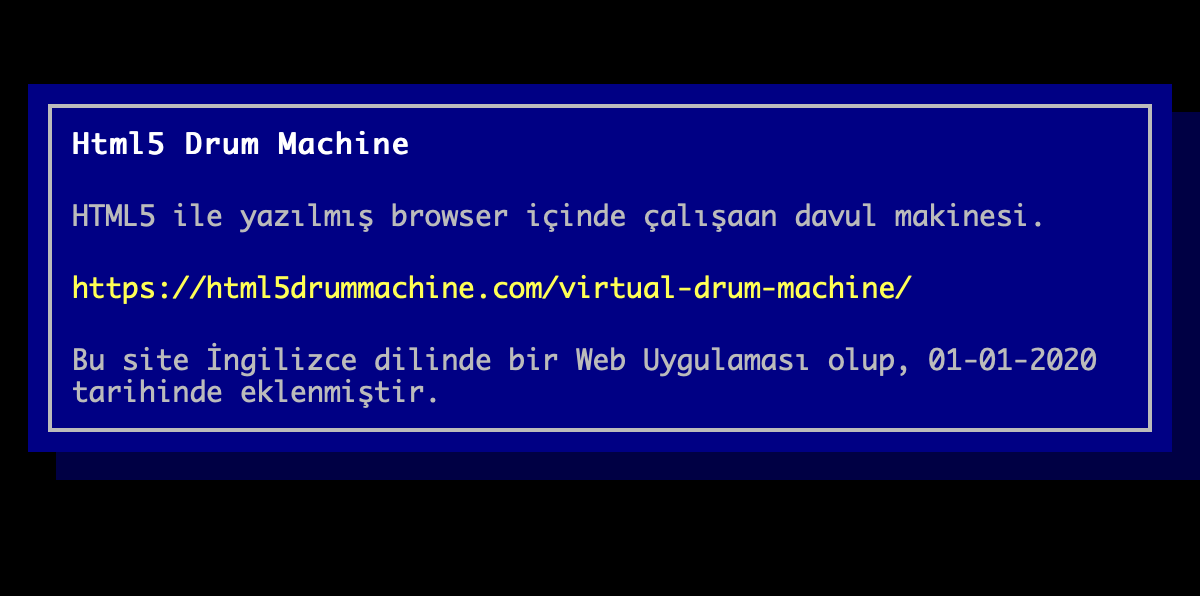 Html5 Drum Machine
HTML5 ile yazılmış browser içinde çalışaan davul makinesi.
https://html5drummachine.com/virtual-drum-machine/
Bu site İngilizce dilinde bir Web Uygulaması olup, 01-01-2020
tarihinde eklenmiştir.